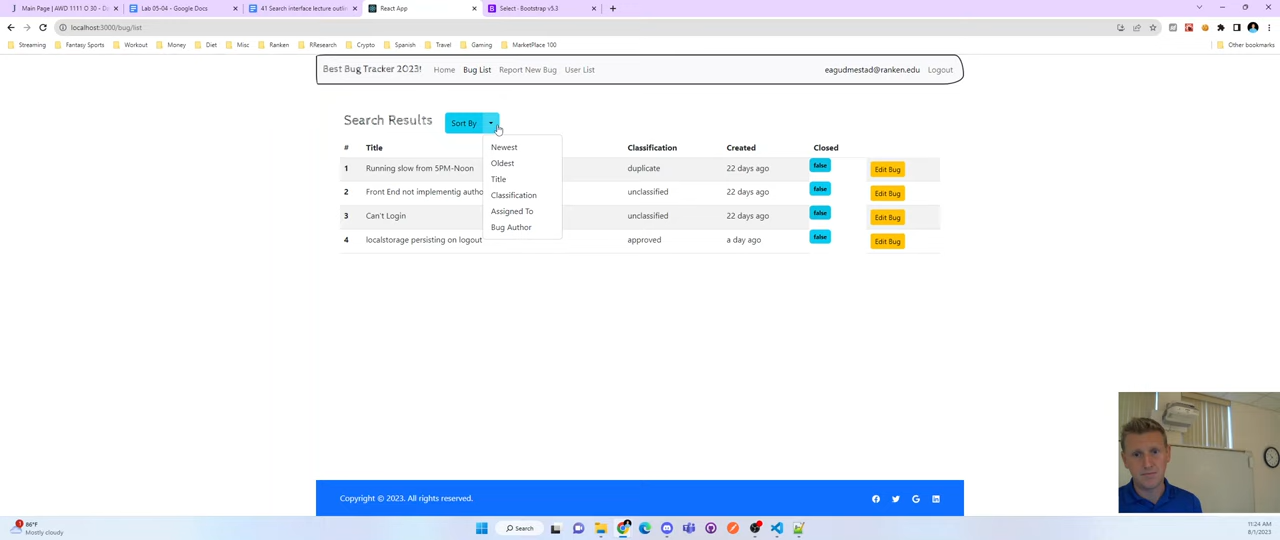 Main Page | AWD 1111 O 30 - Dp
Lab 05-04 - Google Docs
41 Search interface lecture outlin
React App
Select · Bootstrap v5.3
localhost:3000/bug/list
Streaming Fantasy Sports Workout Money Diet Misc Ranken RResearch Crypto Spanish Travel Gaming MarketPlace 100 Other bookmarks
Best Bug Tracker 2023! Home Bug List Report New Bug User List eagudmestad@ranken.edu Logout
Search Results Sort By
Newest
Oldest
Title
Classification
Assigned To
Bug Author
# Title Classification Created Closed
1 Running slow from 5PM-Noon duplicate 22 days ago false Edit Bug
2 Front End not implementig autho unclassified 22 days ago false Edit Bug
3 Can't Login unclassified 22 days ago false Edit Bug
4 localstorage persisting on logout approved a day ago false Edit Bug
Copyright © 2023. All rights reserved.
86°F
Mostly cloudy
Search
11:24 AM
8/1/2023